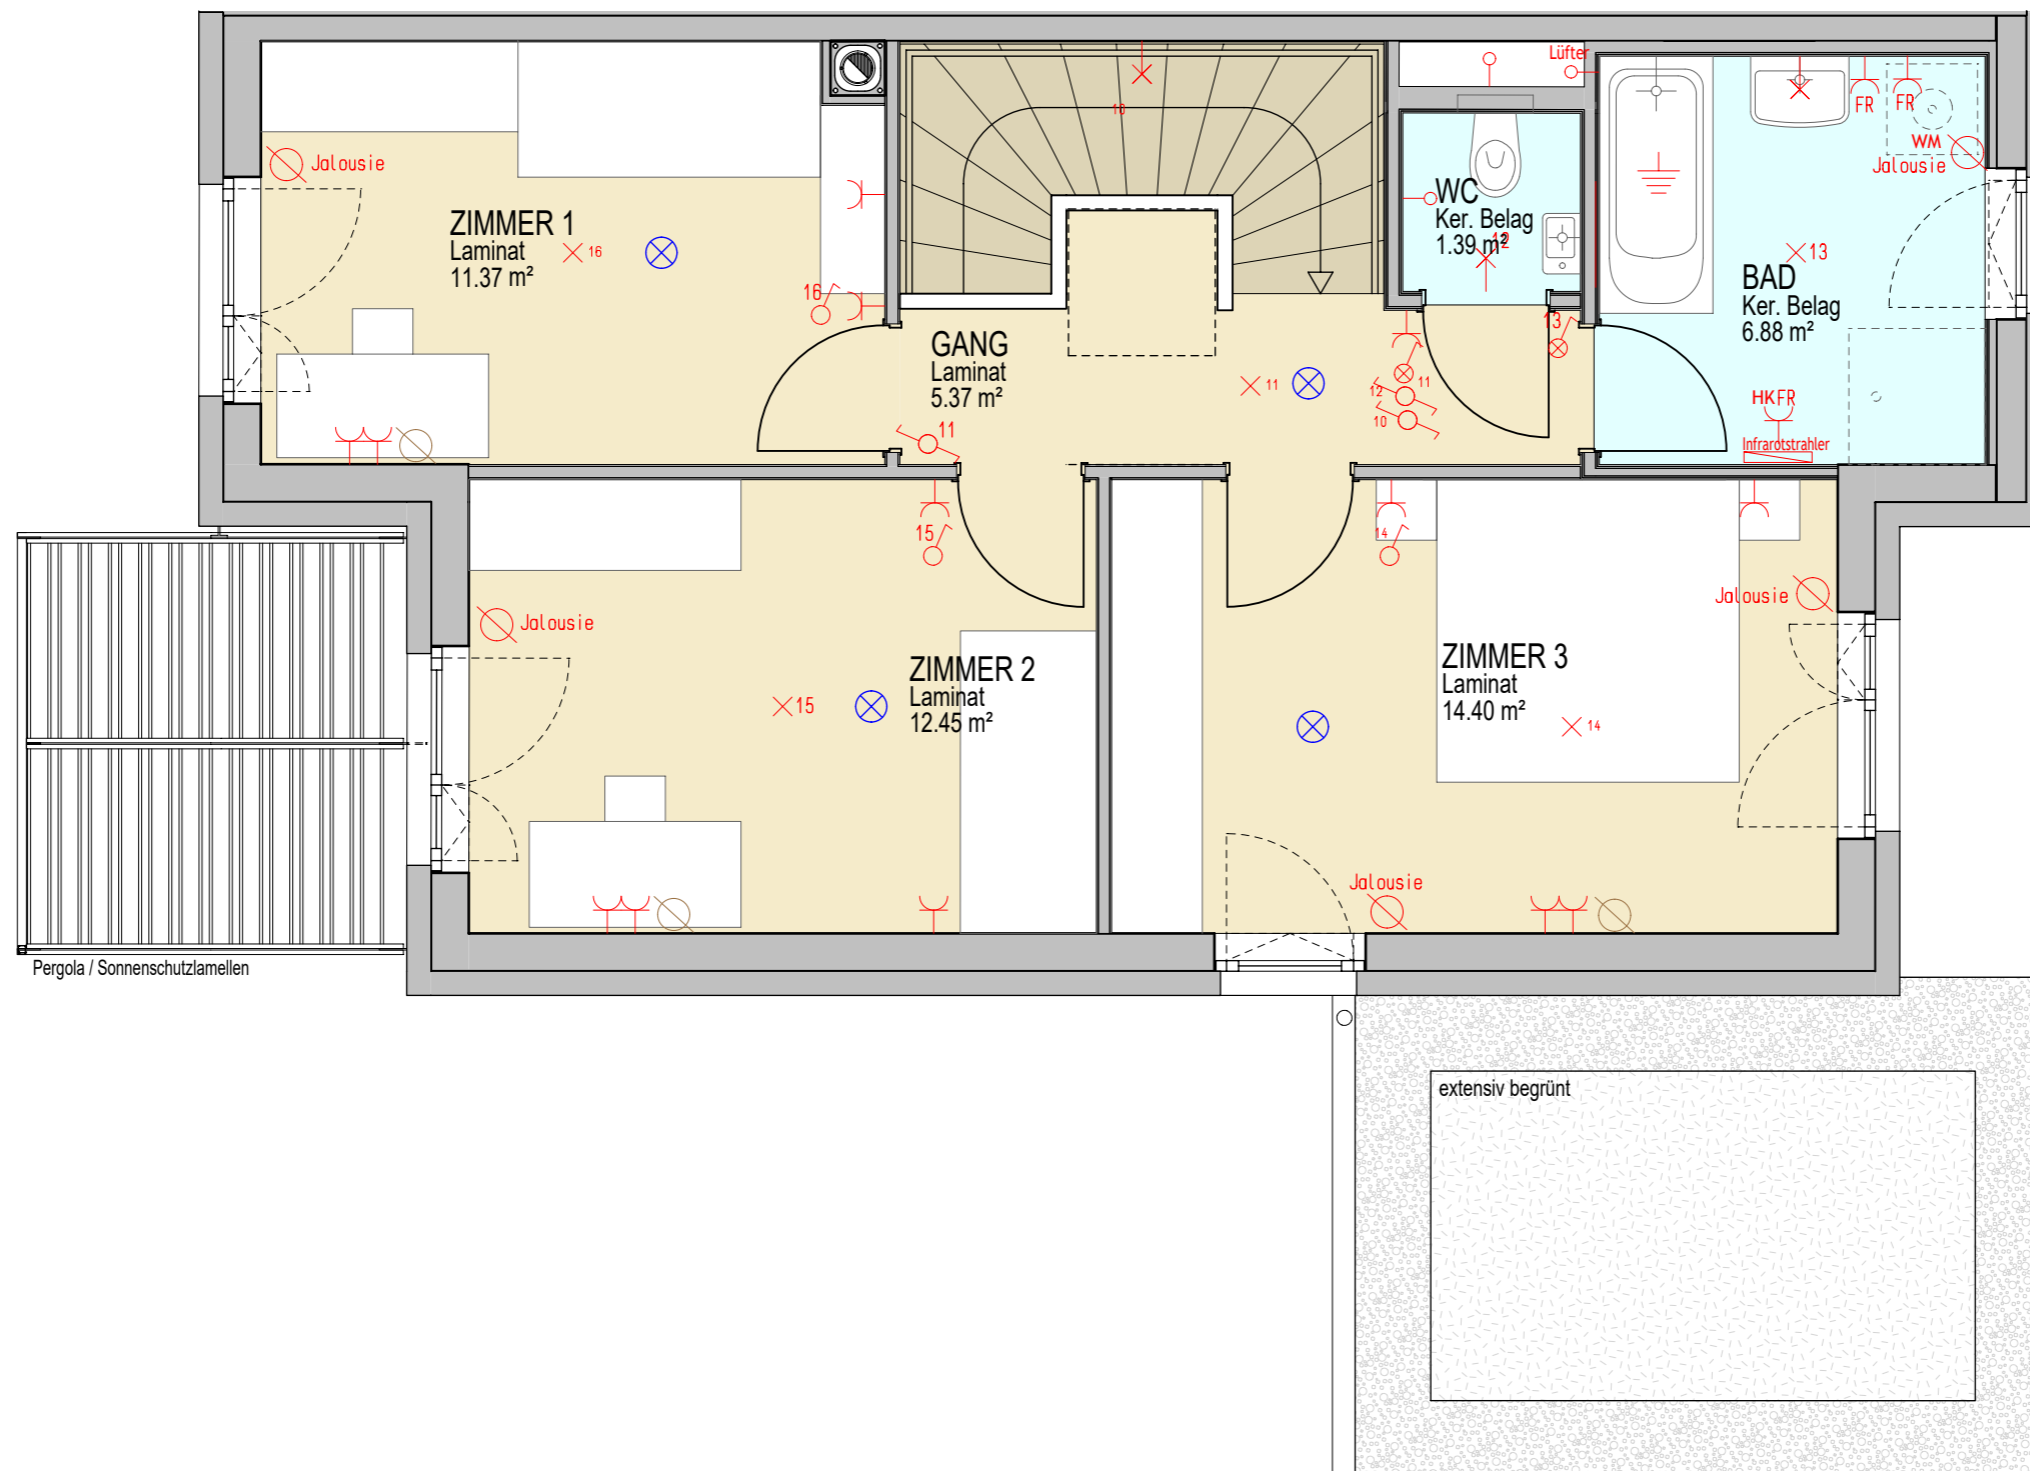 Lüfter
10
FR
FR
WM
Jalousie
Jalousie
ZIMMER 1
Laminat
11.37 m²
16
16
WC
Ker. Belag
1.39 m²
12
13
BAD
Ker. Belag
6.88 m²
13
GANG
Laminat
5.37 m²
11
11
12
10
11
HKFR
Infrarotstrahler
15
14
Jalousie
Jalousie
ZIMMER 2
Laminat
12.45 m²
15
ZIMMER 3
Laminat
14.40 m²
14
Jalousie
Pergola / Sonnenschutzlamellen
extensiv begrünt